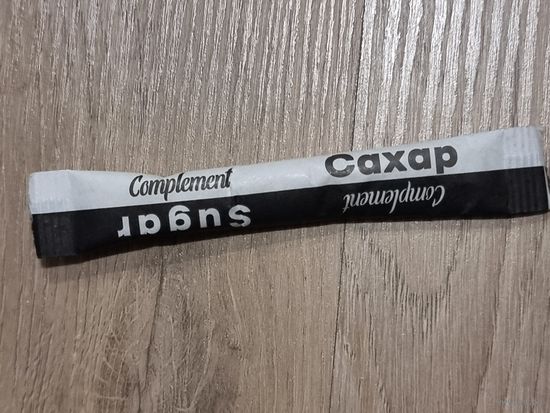 Complement Сахар
Sugar Complement